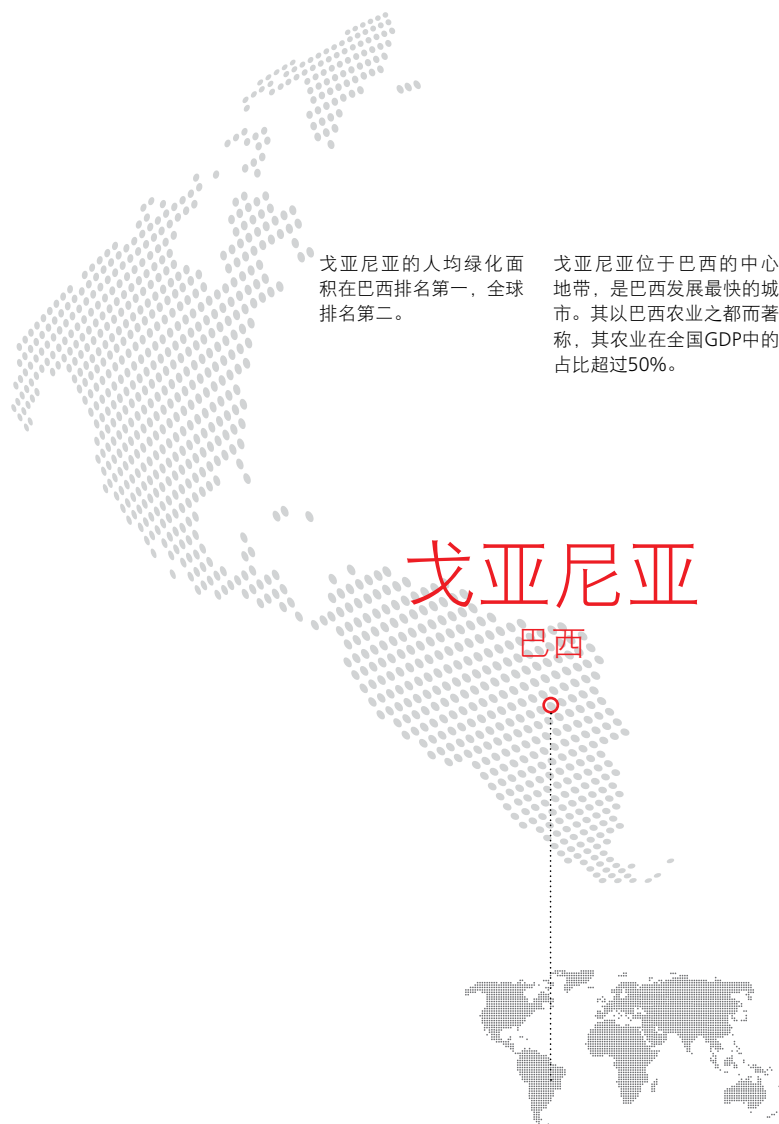 戈亚尼亚的人均绿化面
积在巴西排名第一，全球
排名第二。
戈亚尼亚位于巴西的中心
地带，是巴西发展最快的城
市。其以巴西农业之都而著
称，其农业在全国GDP中的
占比超过50%。
戈亚尼亚
巴西